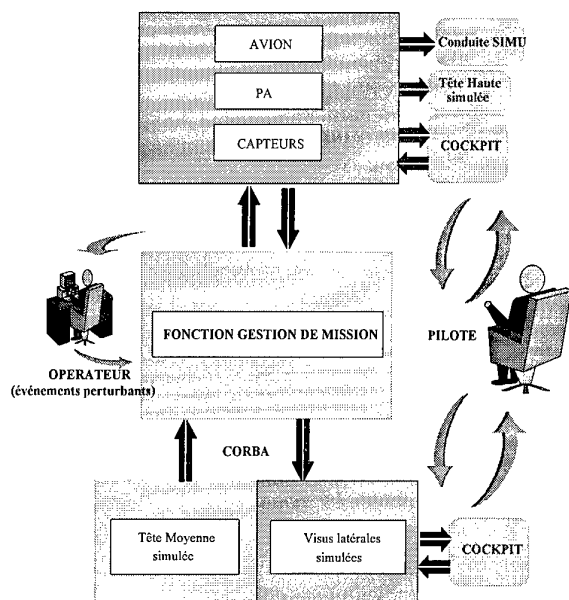 AVION
Conduite SIMU
PA
Tête Haute
simulée
CAPTEURS
COCKPIT
FONCTION GESTION DE MISSION
PILOTE
OPERATEUR
(événements perturbants)
CORBA
Tête Moyenne
simulée
Visus latérales
simulées
COCKPIT